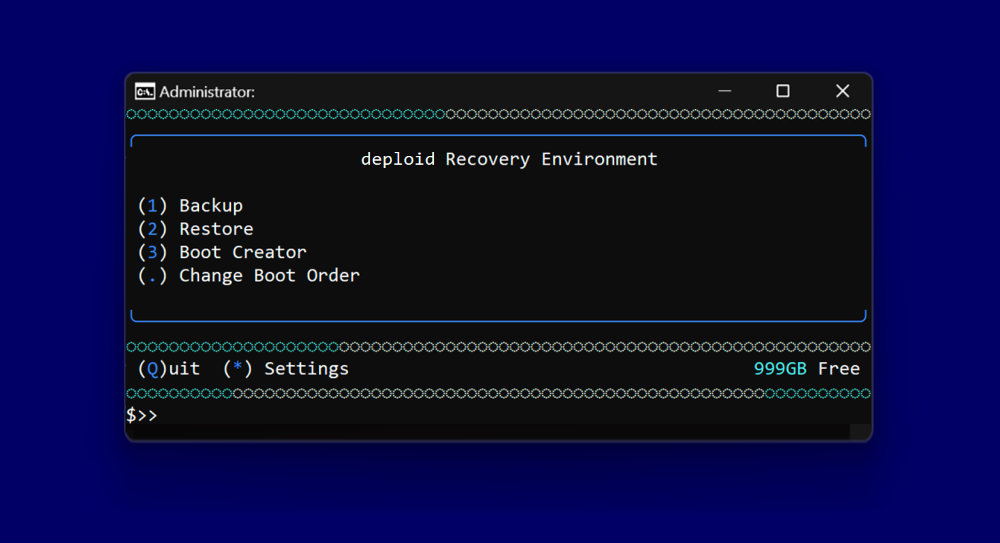 Administrator:
deploid Recovery Environment
(1) Backup
(2) Restore
(3) Boot Creator
(.) Change Boot Order
(Q)uit  (*) Settings  999GB Free
$>>